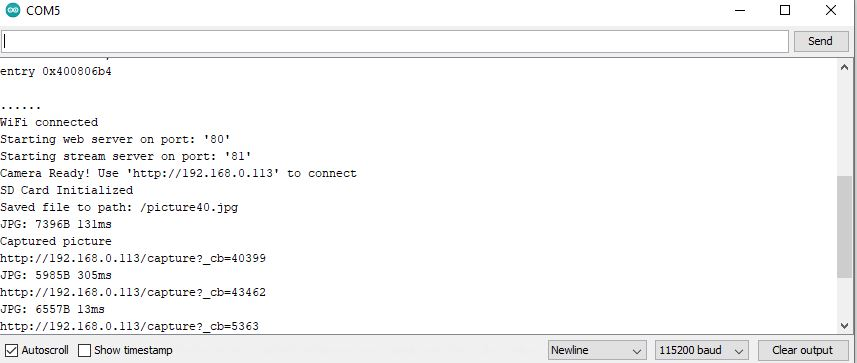 COM5
Send
entry 0x400806b4
......
WiFi connected
Starting web server on port: '80'
Starting stream server on port: '81'
Camera Ready! Use 'http://192.168.0.113' to connect
SD Card Initialized
Saved file to path: /picture40.jpg
JPG: 7396B 131ms
Captured picture
http://192.168.0.113/capture?_cb=40399
JPG: 5985B 305ms
http://192.168.0.113/capture?_cb=43462
JPG: 6557B 13ms
http://192.168.0.113/capture?_cb=5363
Autoscroll Show timestamp Newline 115200 baud Clear output